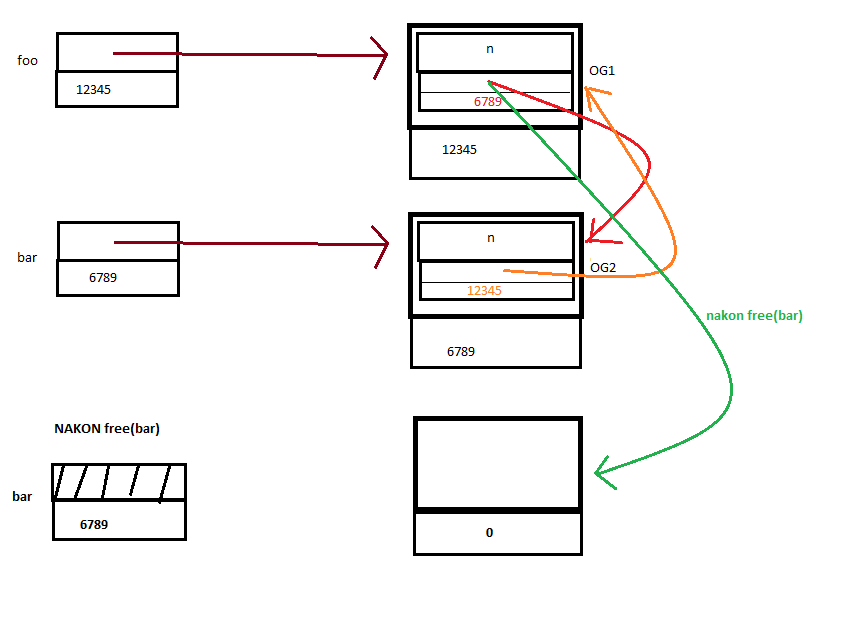 foo
12345
n
6789
OG1
12345
bar
6789
n
12345
OG2
6789
nakon free(bar)
NAKON free(bar)
bar
6789
0